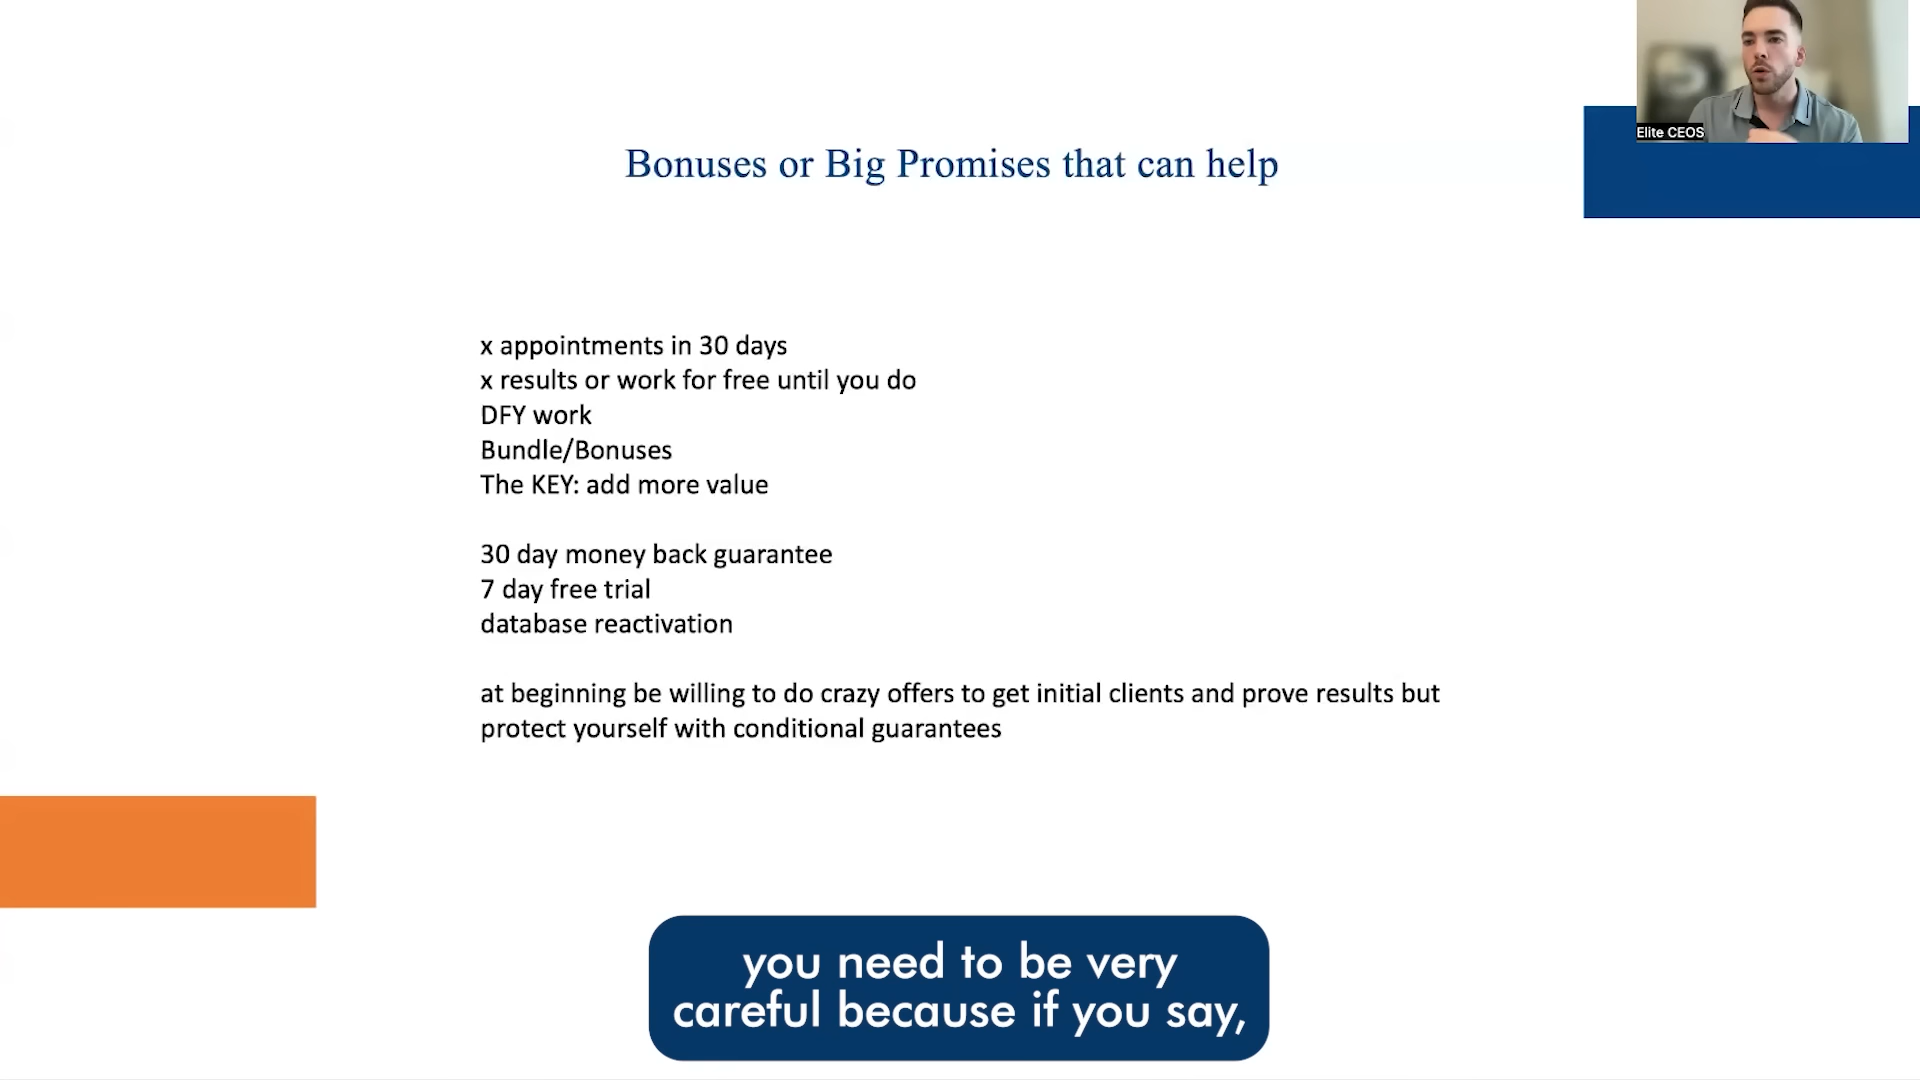 Elite CEOS
Bonuses or Big Promises that can help
x appointments in 30 days
x results or work for free until you do
DFY work
Bundle/Bonuses
The KEY: add more value
30 day money back guarantee
7 day free trial
database reactivation
at beginning be willing to do crazy offers to get initial clients and prove results but
protect yourself with conditional guarantees
you need to be very
careful because if you say,